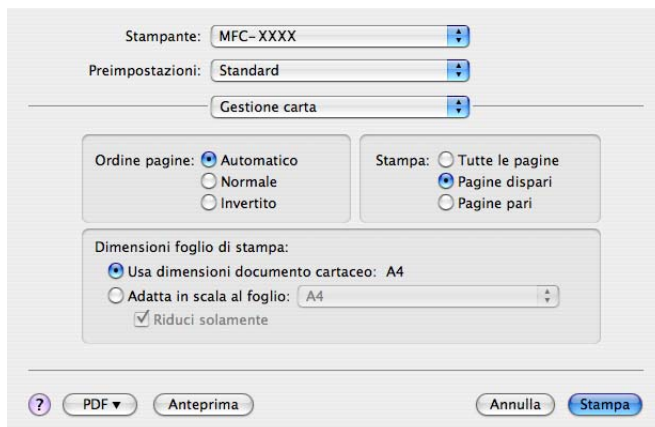 Stampante: MFC-XXXX
Preimpostazioni: Standard
Gestione carta
Ordine pagine: Automatico
Normale
Invertito
Stampa: Tutte le pagine
Pagine dispari
Pagine pari
Dimensioni foglio di stampa:
Usa dimensioni documento cartaceo: A4
Adatta in scala al foglio: A4
Riduci solamente
? PDF ▼ Anteprima Annulla Stampa